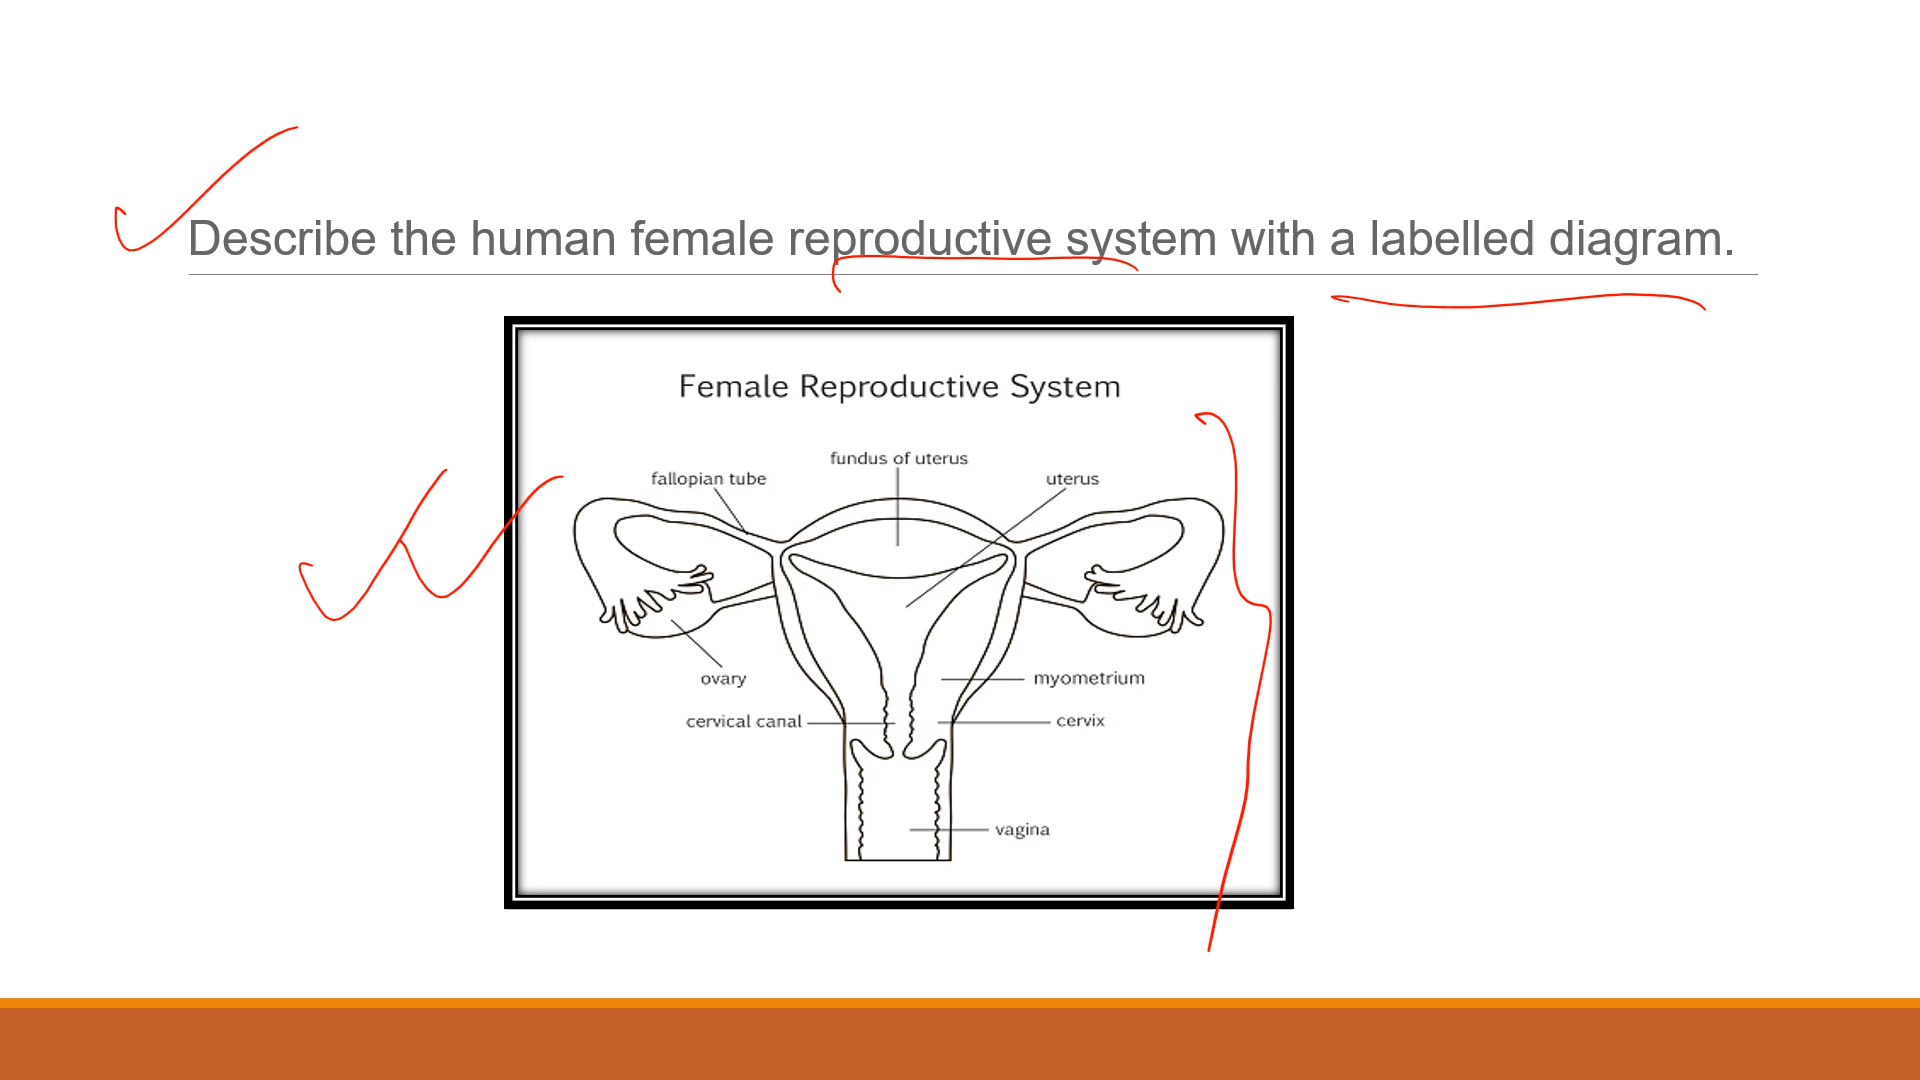 Describe the human female reproductive system with a labelled diagram.
Female Reproductive System
fundus of uterus
fallopian tube
uterus
ovary
myometrium
cervical canal
cervix
vagina